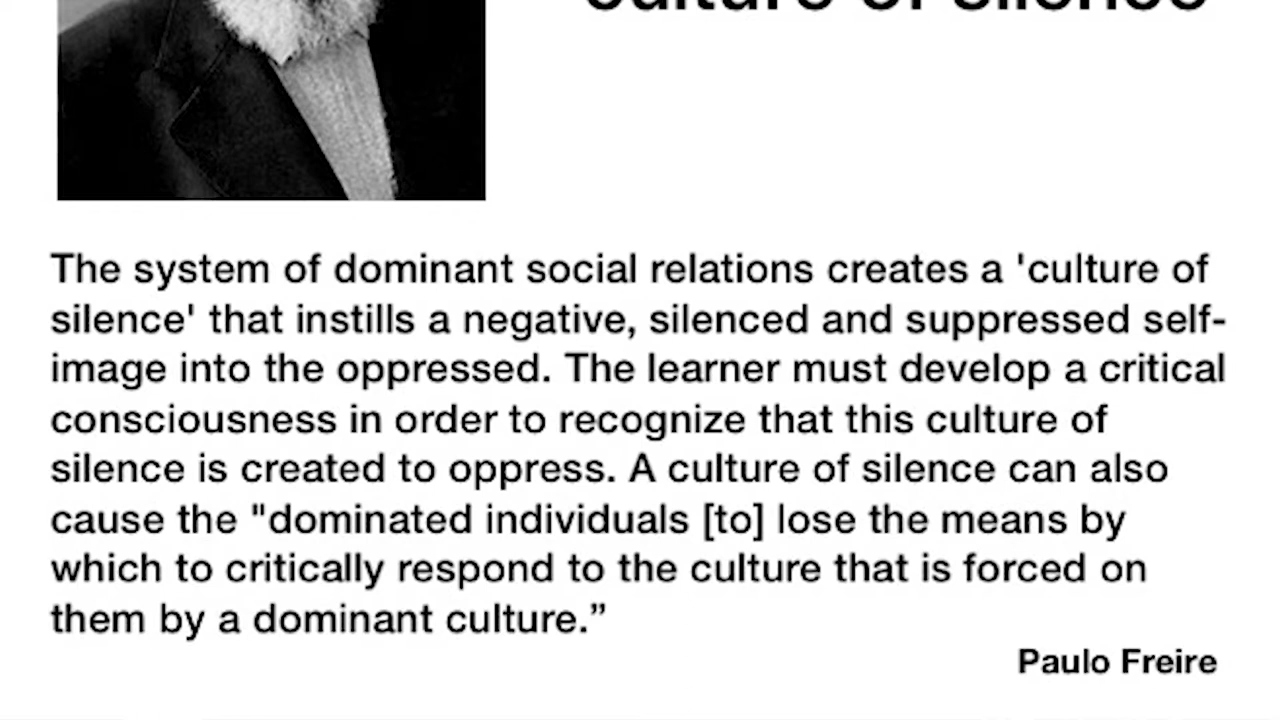 culture of silence
The system of dominant social relations creates a 'culture of
silence' that instills a negative, silenced and suppressed self-
image into the oppressed. The learner must develop a critical
consciousness in order to recognize that this culture of
silence is created to oppress. A culture of silence can also
cause the "dominated individuals [to] lose the means by
which to critically respond to the culture that is forced on
them by a dominant culture.”
Paulo Freire